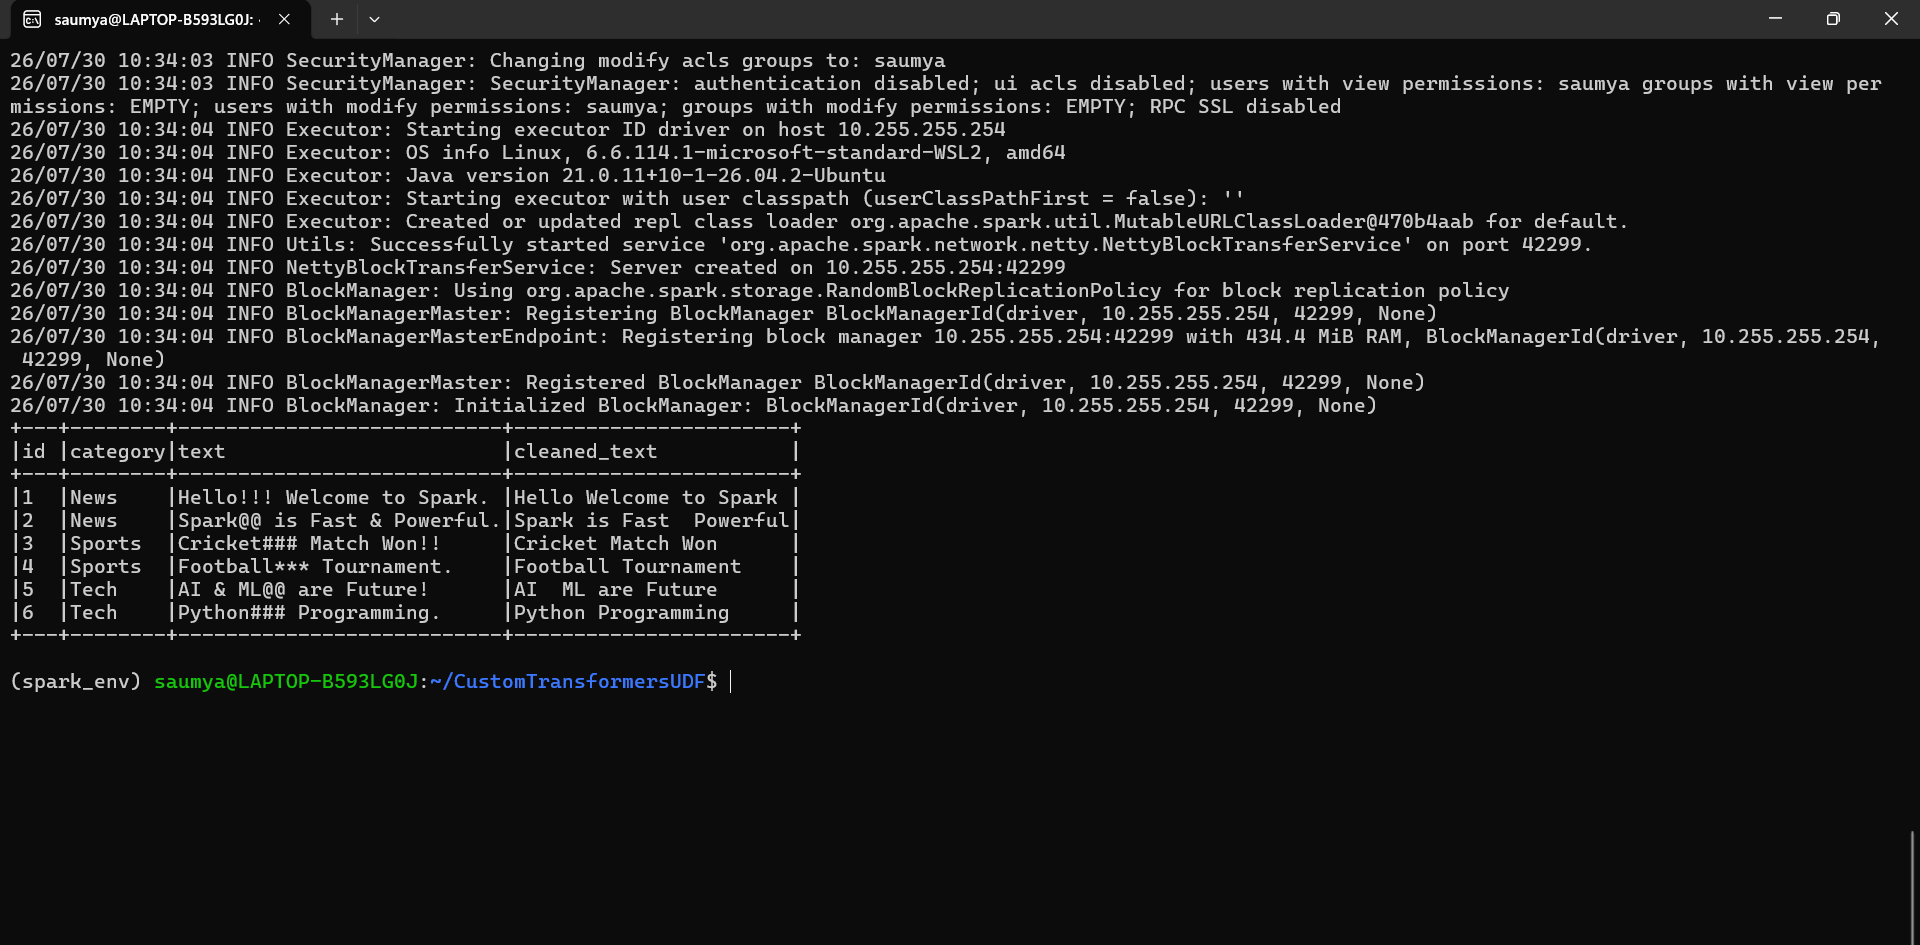 saumya@LAPTOP-B593LG0J: ·
26/07/30 10:34:03 INFO SecurityManager: Changing modify acls groups to: saumya
26/07/30 10:34:03 INFO SecurityManager: SecurityManager: authentication disabled; ui acls disabled; users with view permissions: saumya groups with view per
missions: EMPTY; users with modify permissions: saumya; groups with modify permissions: EMPTY; RPC SSL disabled
26/07/30 10:34:04 INFO Executor: Starting executor ID driver on host 10.255.255.254
26/07/30 10:34:04 INFO Executor: OS info Linux, 6.6.114.1-microsoft-standard-WSL2, amd64
26/07/30 10:34:04 INFO Executor: Java version 21.0.11+10-1-26.04.2-Ubuntu
26/07/30 10:34:04 INFO Executor: Starting executor with user classpath (userClassPathFirst = false): ''
26/07/30 10:34:04 INFO Executor: Created or updated repl class loader org.apache.spark.util.MutableURLClassLoader@470b4aab for default.
26/07/30 10:34:04 INFO Utils: Successfully started service 'org.apache.spark.network.netty.NettyBlockTransferService' on port 42299.
26/07/30 10:34:04 INFO NettyBlockTransferService: Server created on 10.255.255.254:42299
26/07/30 10:34:04 INFO BlockManager: Using org.apache.spark.storage.RandomBlockReplicationPolicy for block replication policy
26/07/30 10:34:04 INFO BlockManagerMaster: Registering BlockManager BlockManagerId(driver, 10.255.255.254, 42299, None)
26/07/30 10:34:04 INFO BlockManagerMasterEndpoint: Registering block manager 10.255.255.254:42299 with 434.4 MiB RAM, BlockManagerId(driver, 10.255.255.254,
 42299, None)
26/07/30 10:34:04 INFO BlockManagerMaster: Registered BlockManager BlockManagerId(driver, 10.255.255.254, 42299, None)
26/07/30 10:34:04 INFO BlockManager: Initialized BlockManager: BlockManagerId(driver, 10.255.255.254, 42299, None)
+---+--------+---------------------------+-----------------------+
|id |category|text                       |cleaned_text           |
+---+--------+---------------------------+-----------------------+
|1  |News    |Hello!!! Welcome to Spark. |Hello Welcome to Spark |
|2  |News    |Spark@@ is Fast & Powerful.|Spark is Fast  Powerful|
|3  |Sports  |Cricket### Match Won!!     |Cricket Match Won      |
|4  |Sports  |Football*** Tournament.    |Football Tournament    |
|5  |Tech    |AI & ML@@ are Future!      |AI  ML are Future      |
|6  |Tech    |Python### Programming.     |Python Programming     |
+---+--------+---------------------------+-----------------------+
(spark_env) saumya@LAPTOP-B593LG0J:~/CustomTransformersUDF$